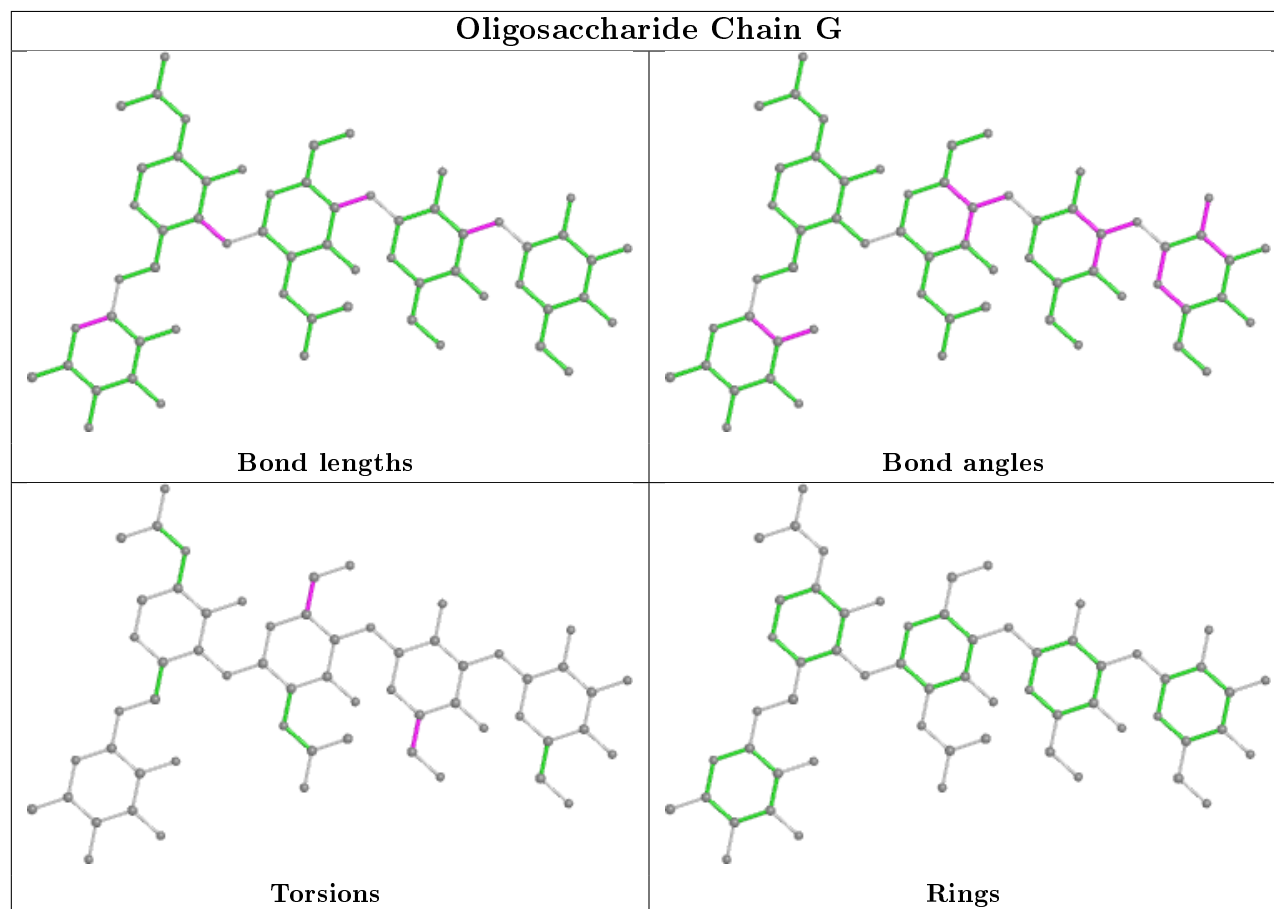 Oligosaccharide Chain G
Bond lengths
Bond angles
Torsions
Rings